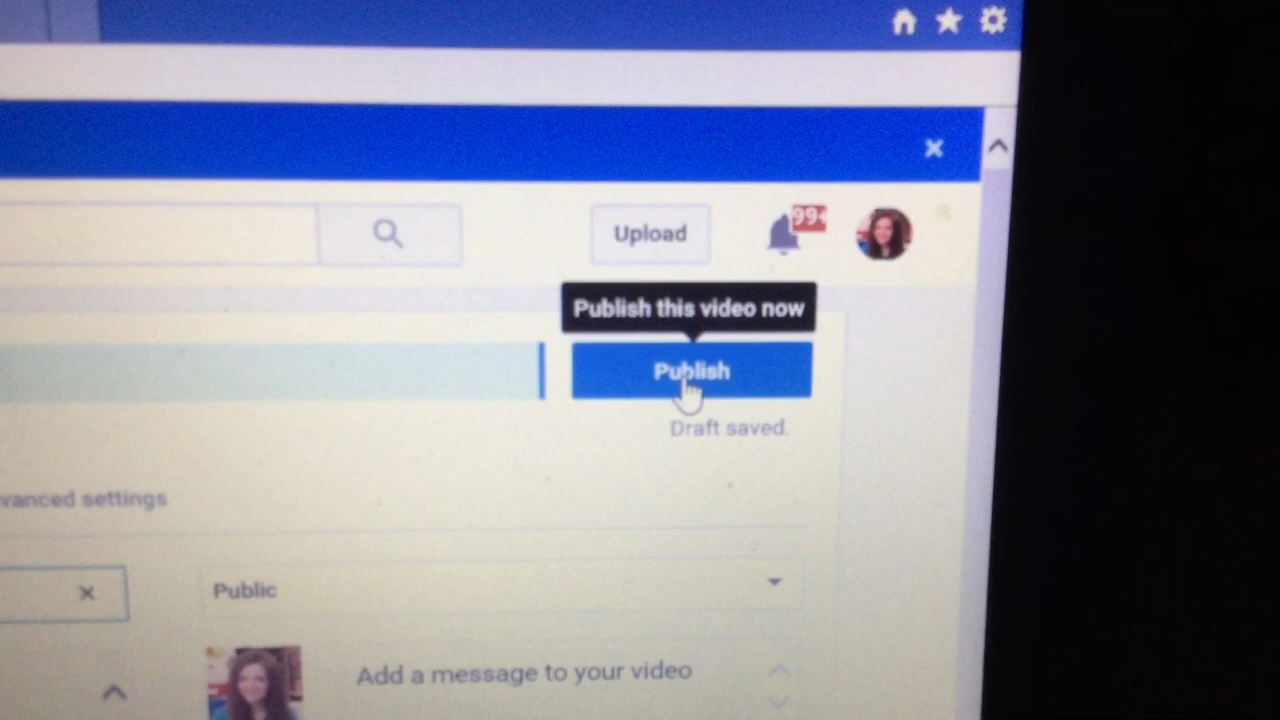 Upload
99+
Publish this video now
Publish
Draft saved.
vanced settings
Public
Add a message to your video